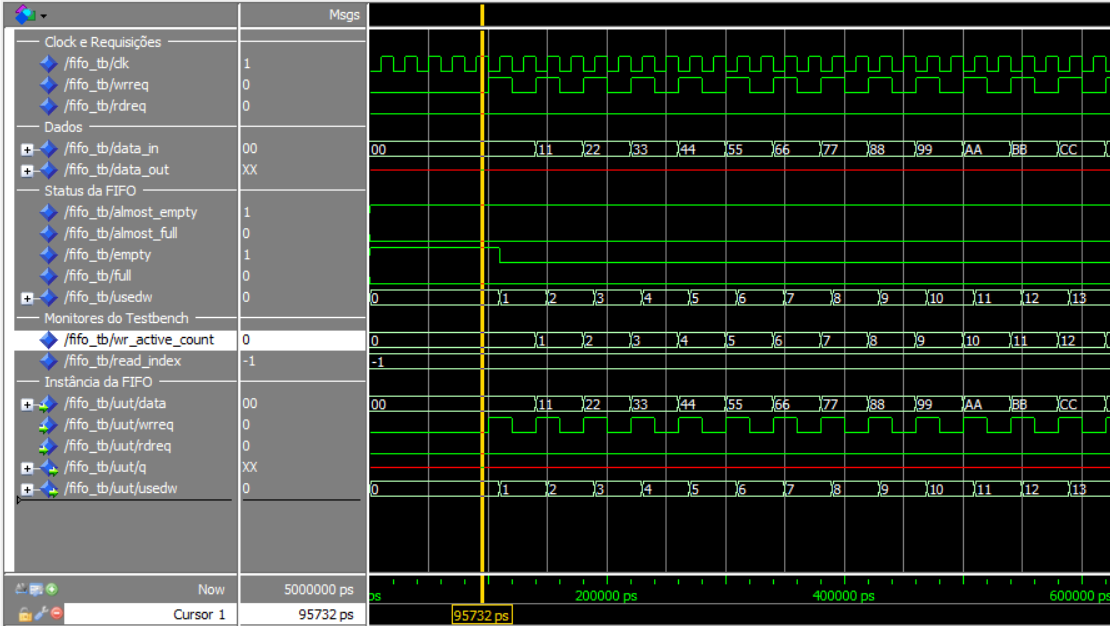 Msgs
Clock e Requisições
/fifo_tb/clk 1
/fifo_tb/wrreq 0
/fifo_tb/rdreq 0
Dados
/fifo_tb/data_in 00 00 11 22 33 44 55 66 77 88 99 AA BB CC
/fifo_tb/data_out XX
Status da FIFO
/fifo_tb/almost_empty 1
/fifo_tb/almost_full 0
/fifo_tb/empty 1
/fifo_tb/full 0
/fifo_tb/usedw 0 0 1 2 3 4 5 6 7 8 9 10 11 12 13
Monitores do Testbench
/fifo_tb/wr_active_count 0 0 1 2 3 4 5 6 7 8 9 10 11 12
/fifo_tb/read_index -1 -1
Instância da FIFO
/fifo_tb/uut/data 00 00 11 22 33 44 55 66 77 88 99 AA BB CC
/fifo_tb/uut/wrreq 0
/fifo_tb/uut/rdreq 0
/fifo_tb/uut/q XX
/fifo_tb/uut/usedw 0 0 1 2 3 4 5 6 7 8 9 10 11 12 13
Now 5000000 ps ps 200000 ps 400000 ps 600000 ps
Cursor 1 95732 ps 95732 ps